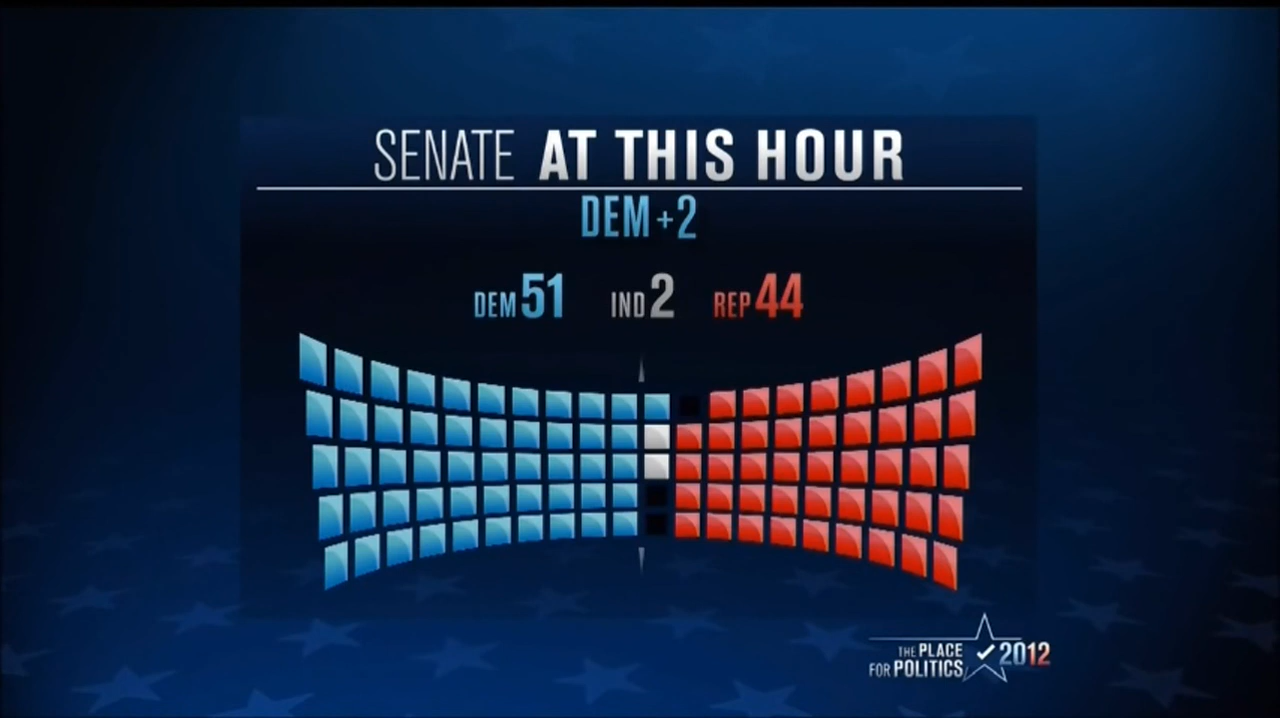 SENATE AT THIS HOUR
DEM +2
DEM 51 IND 2 REP 44
THE PLACE
FOR POLITICS 2012